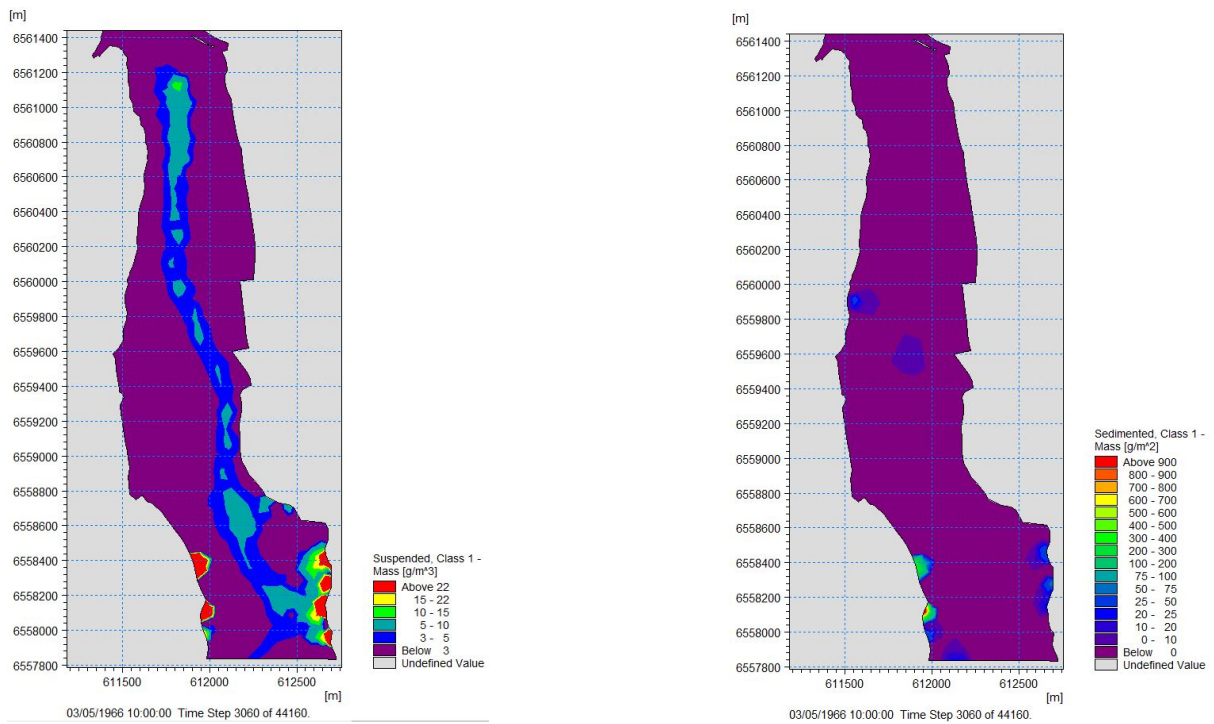 [m]
6561400
6561200
6561000
6560800
6560600
6560400
6560200
6560000
6559800
6559600
6559400
6559200
6559000
6558800
6558600
6558400
6558200
6558000
6557800
611500 612000 612500
[m]
03/05/1966 10:00:00 Time Step 3060 of 44160.
Suspended, Class 1 -
Mass [g/m^3]
Above 22
15 - 22
10 - 15
5 - 10
3 - 5
Below 3
Undefined Value
[m]
6561400
6561200
6561000
6560800
6560600
6560400
6560200
6560000
6559800
6559600
6559400
6559200
6559000
6558800
6558600
6558400
6558200
6558000
6557800
611500 612000 612500
[m]
03/05/1966 10:00:00 Time Step 3060 of 44160.
Sedimented, Class 1 -
Mass [g/m^2]
Above 900
800 - 900
700 - 800
600 - 700
500 - 600
400 - 500
300 - 400
200 - 300
100 - 200
75 - 100
50 - 75
25 - 50
20 - 25
10 - 20
0 - 10
Below 0
Undefined Value